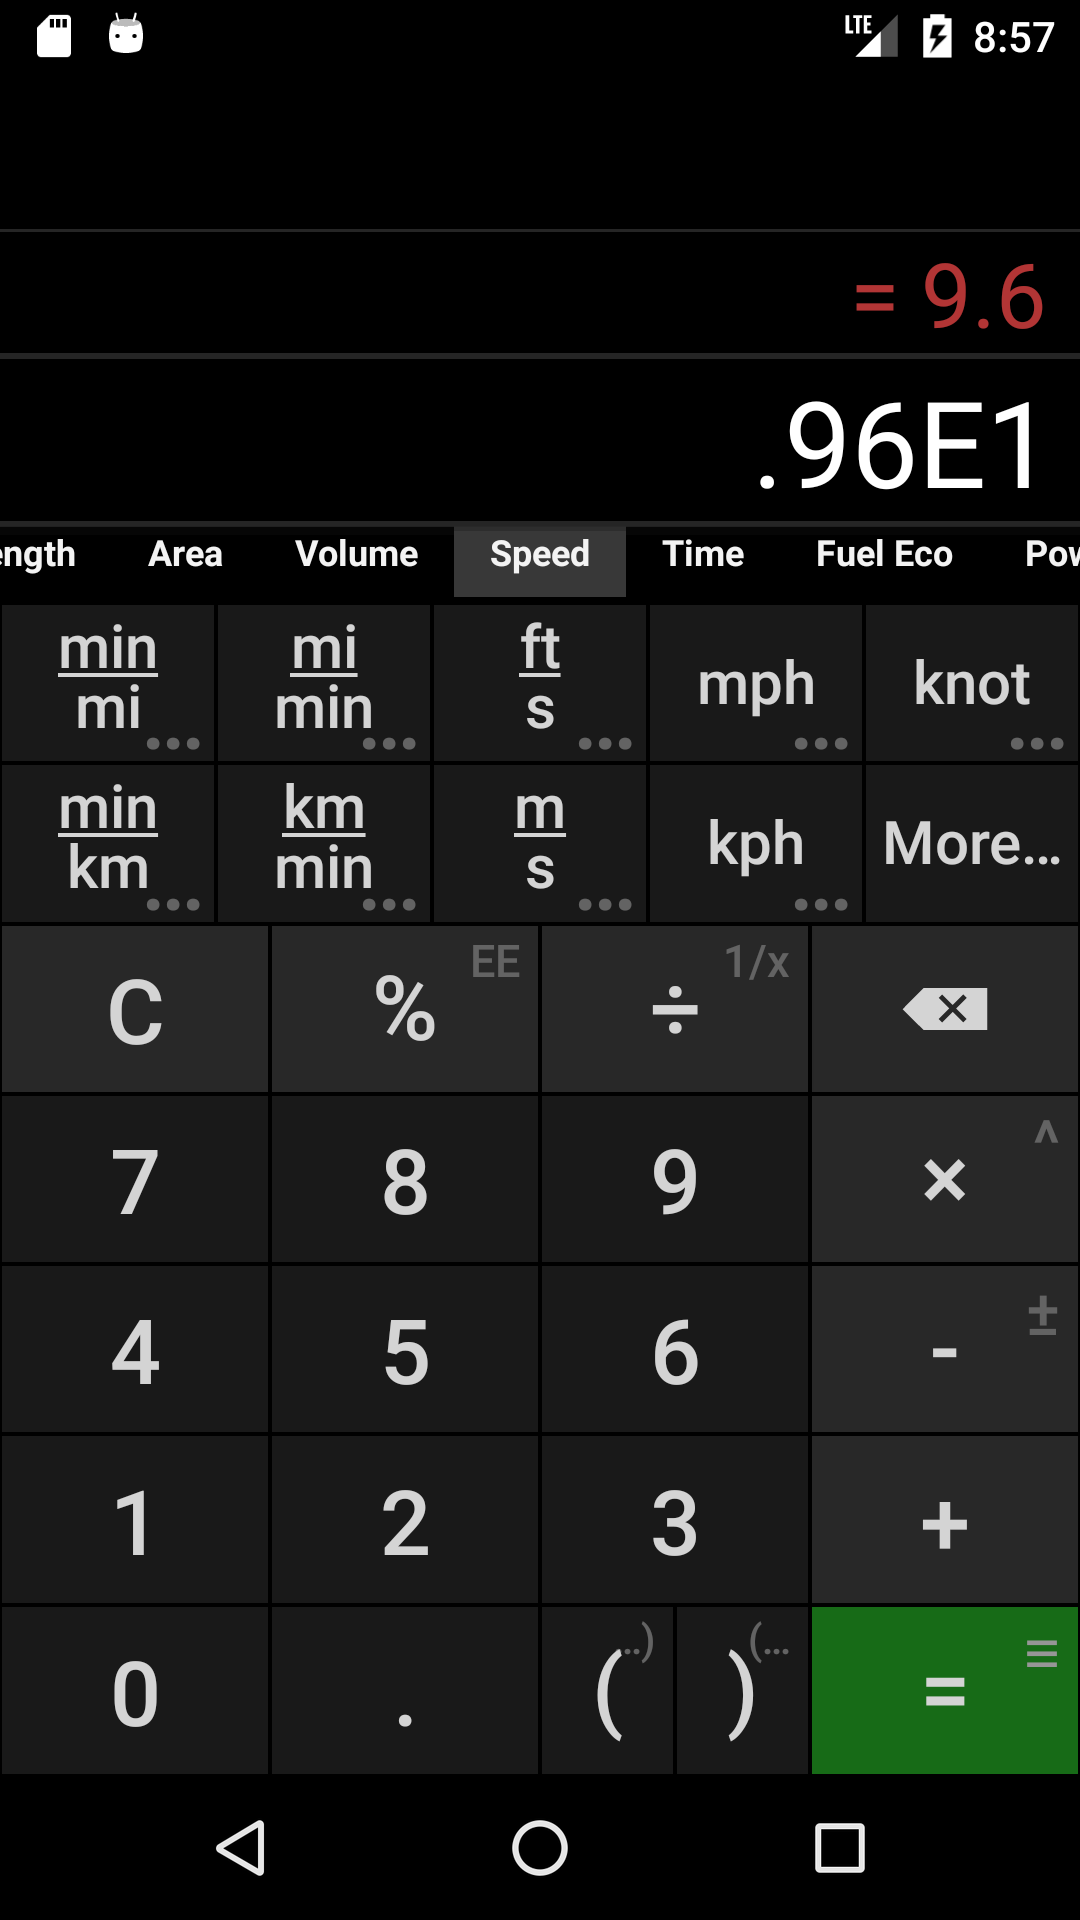 LTE 8:57
= 9.6
.96E1
ength Area Volume Speed Time Fuel Eco Pow
min mi ft mph knot
mi min s
min km m kph More...
km min s
C % EE ÷ 1/x
7 8 9 × ^
4 5 6 - ±
1 2 3 +
0 . ( ..) ) (... =